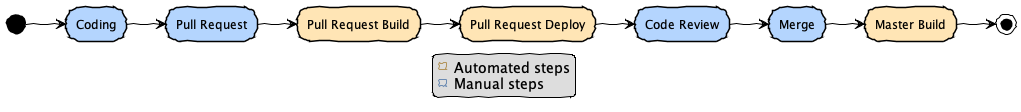 Coding
Pull Request
Pull Request Build
Pull Request Deploy
Code Review
Merge
Master Build
Automated steps
Manual steps